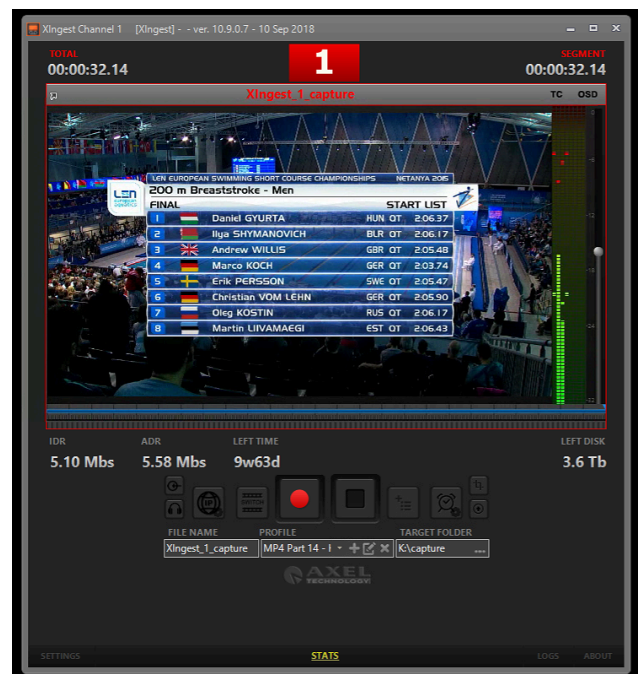 XIngest Channel 1 [XIngest] - - ver. 10.9.0.7 - 10 Sep 2018
TOTAL
00:00:32.14
1
SEGMENT
00:00:32.14
XIngest_1_capture
TC OSD
LEN EUROPEAN SWIMMING SHORT COURSE CHAMPIONSHIPS NETANYA 2015
LEN
200 m Breaststroke - Men
FINAL START LIST
1 Daniel GYURTA HUN QT 2:06.37
2 Ilya SHYMANOVICH BLR QT 2:06.17
3 Andrew WILLIS GBR QT 2:05.48
4 Marco KOCH GER QT 2:03.74
5 Erik PERSSON SWE QT 2:05.47
6 Christian VOM LEHN GER QT 2:05.90
7 Oleg KOSTIN RUS QT 2:06.17
8 Martin LIIVAMAEGI EST QT 2:06.43
IDR ADR LEFT TIME LEFT DISK
5.10 Mbs 5.58 Mbs 9w63d 3.6 Tb
IP
SWITCH
FILE NAME PROFILE TARGET FOLDER
XIngest_1_capture MP4 Part 14 - K:\capture ...
AXEL
TECHNOLOGY
SETTINGS STATS LOGS ABOUT